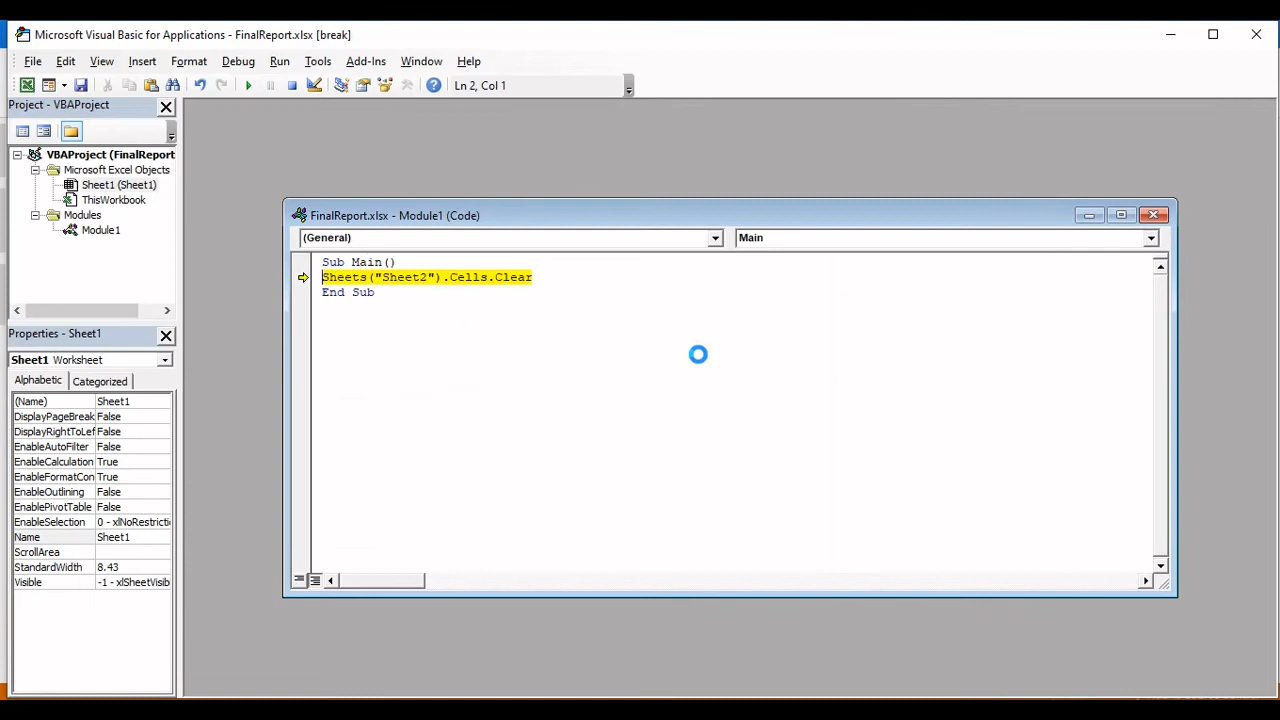 Microsoft Visual Basic for Applications - FinalReport.xlsx [break]
File Edit View Insert Format Debug Run Tools Add-Ins Window Help
Ln 2, Col 1
Project - VBAProject
VBAProject (FinalReport
Microsoft Excel Objects
Sheet1 (Sheet1)
ThisWorkbook
Modules
Module1
FinalReport.xlsx - Module1 (Code)
(General) Main
Sub Main()
Sheets("Sheet2").Cells.Clear
End Sub
Properties - Sheet1
Sheet1 Worksheet
Alphabetic Categorized
(Name) Sheet1
DisplayPageBreak False
DisplayRightToLef False
EnableAutoFilter False
EnableCalculation True
EnableFormatCon True
EnableOutlining False
EnablePivotTable False
EnableSelection 0 - xlNoRestricti
Name Sheet1
ScrollArea
StandardWidth 8.43
Visible -1 - xlSheetVisib